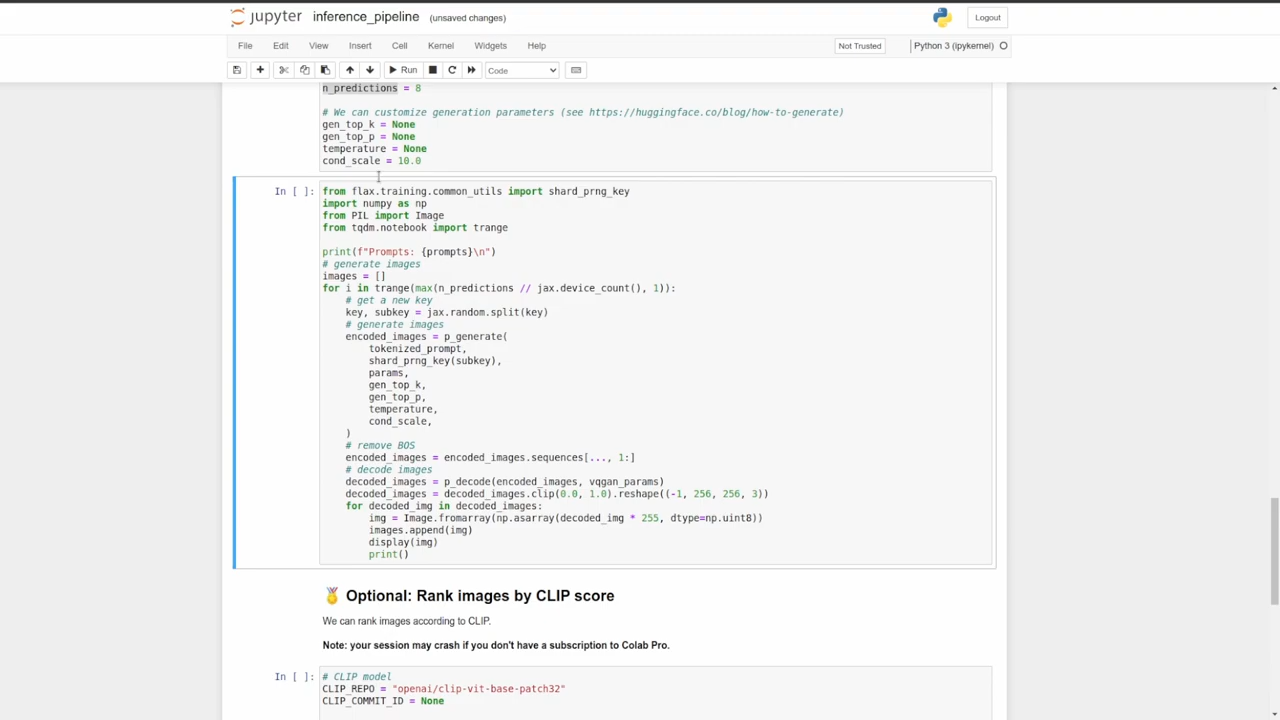 jupyter inference_pipeline (unsaved changes)
Logout
File Edit View Insert Cell Kernel Widgets Help
Not Trusted
Python 3 (ipykernel)
Run
Code
n_predictions = 8
# We can customize generation parameters (see https://huggingface.co/blog/how-to-generate)
gen_top_k = None
gen_top_p = None
temperature = None
cond_scale = 10.0
In [ ]:
from flax.training.common_utils import shard_prng_key
import numpy as np
from PIL import Image
from tqdm.notebook import trange
print(f"Prompts: {prompts}\n")
# generate images
images = []
for i in trange(max(n_predictions // jax.device_count(), 1)):
    # get a new key
    key, subkey = jax.random.split(key)
    # generate images
    encoded_images = p_generate(
        tokenized_prompt,
        shard_prng_key(subkey),
        params,
        gen_top_k,
        gen_top_p,
        temperature,
        cond_scale,
    )
    # remove BOS
    encoded_images = encoded_images.sequences[..., 1:]
    # decode images
    decoded_images = p_decode(encoded_images, vqgan_params)
    decoded_images = decoded_images.clip(0.0, 1.0).reshape((-1, 256, 256, 3))
    for decoded_img in decoded_images:
        img = Image.fromarray(np.asarray(decoded_img * 255, dtype=np.uint8))
        images.append(img)
        display(img)
        print()
Optional: Rank images by CLIP score
We can rank images according to CLIP.
Note: your session may crash if you don't have a subscription to Colab Pro.
In [ ]:
# CLIP model
CLIP_REPO = "openai/clip-vit-base-patch32"
CLIP_COMMIT_ID = None